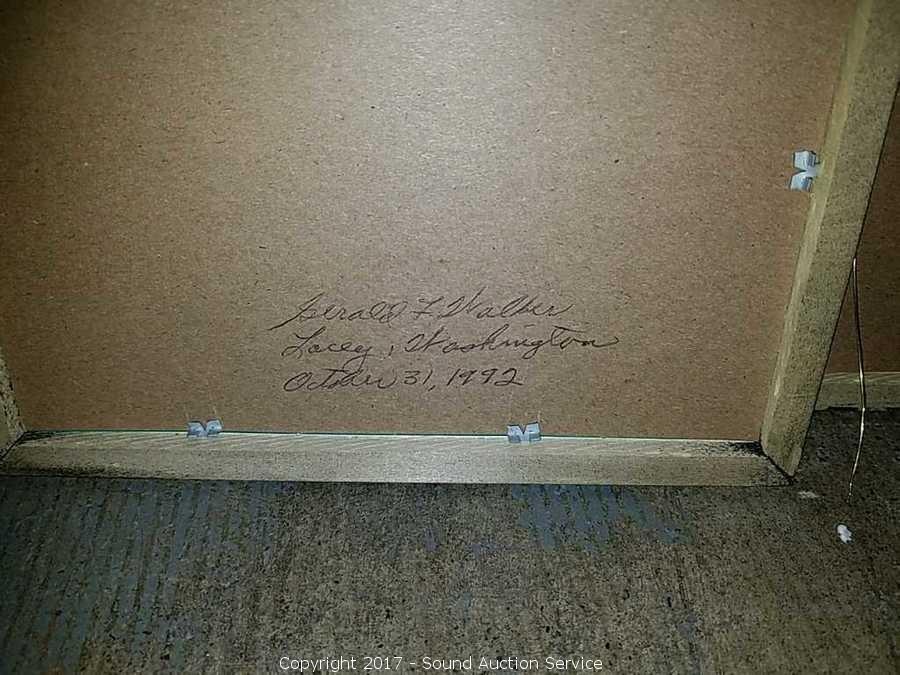 Gerald F Walker
Lacey, Washington
October 31, 1992
Copyright 2017 - Sound Auction Service